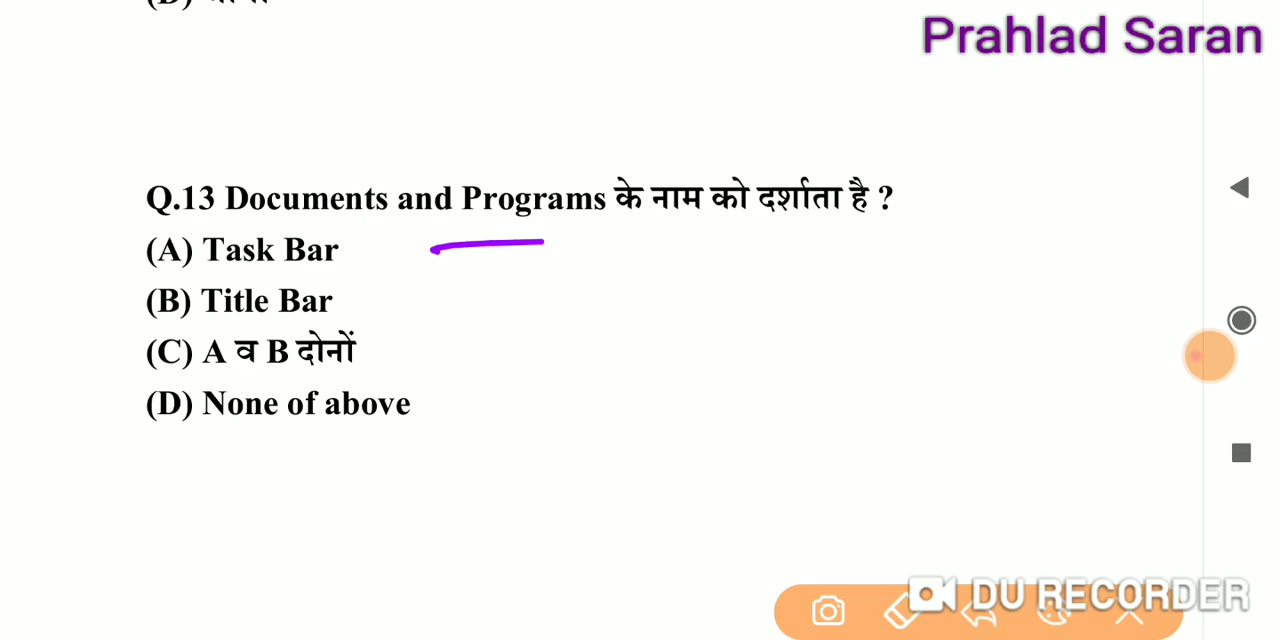 Prahlad Saran
Q.13 Documents and Programs के नाम को दर्शाता है ?
(A) Task Bar
(B) Title Bar
(C) A व B दोनों
(D) None of above
DU RECORDER